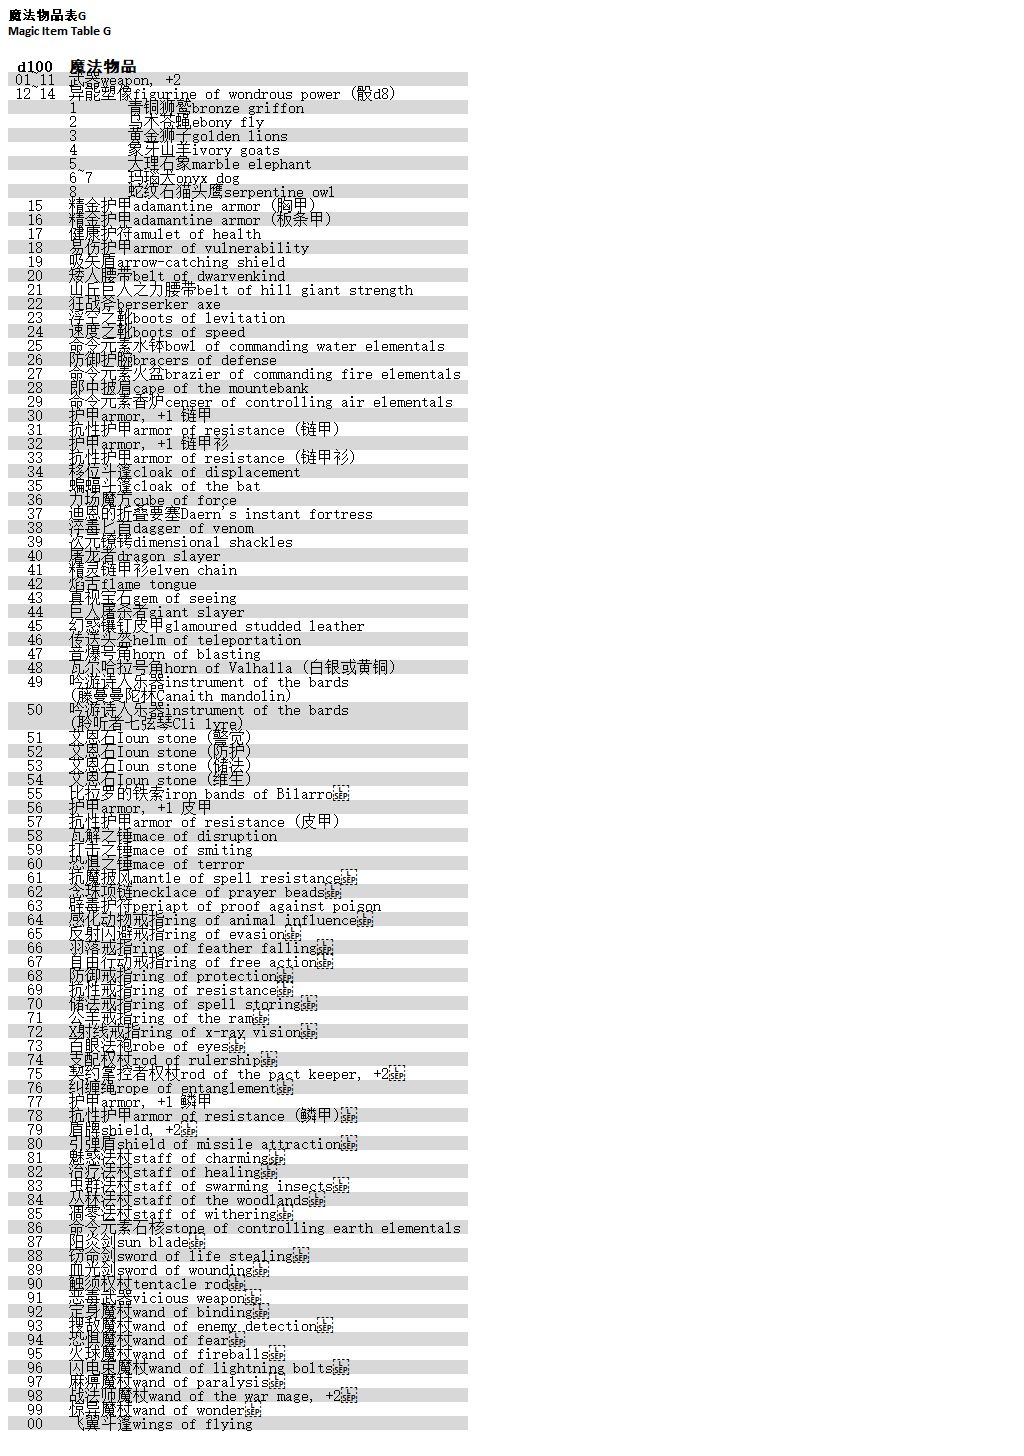 魔法物品表G
Magic Item Table G
d100 魔法物品
01~11 武器weapon, +2
12~14 异能塑像figurine of wondrous power (骰d8)
1 青铜狮鹫bronze griffon
2 乌木苍蝇ebony fly
3 黄金狮子golden lions
4 象牙山羊ivory goats
5 大理石象marble elephant
6~7 玛瑙犬onyx dog
8 蛇纹石猫头鹰serpentine owl
15 精金护甲adamantine armor (胸甲)
16 精金护甲adamantine armor (板条甲)
17 健康护符amulet of health
18 易伤护甲armor of vulnerability
19 吸矢盾arrow-catching shield
20 矮人腰带belt of dwarvenkind
21 山丘巨人之力腰带belt of hill giant strength
22 狂战斧berserker axe
23 浮空之靴boots of levitation
24 速度之靴boots of speed
25 命令元素水钵bowl of commanding water elementals
26 防御护腕bracers of defense
27 命令元素火盆brazier of commanding fire elementals
28 郎中披肩cape of the mountebank
29 命令元素香炉censer of controlling air elementals
30 护甲armor, +1 链甲
31 抗性护甲armor of resistance (链甲)
32 护甲armor, +1 链甲衫
33 抗性护甲armor of resistance (链甲衫)
34 移位斗篷cloak of displacement
35 蝙蝠斗篷cloak of the bat
36 力场魔方cube of force
37 迪恩的折叠要塞Daern's instant fortress
38 淬毒匕首dagger of venom
39 次元镣铐dimensional shackles
40 屠龙者dragon slayer
41 精灵链甲衫elven chain
42 焰舌flame tongue
43 真视宝石gem of seeing
44 巨人屠杀者giant slayer
45 幻惑镶钉皮甲glamoured studded leather
46 传送头盔helm of teleportation
47 音爆号角horn of blasting
48 瓦尔哈拉号角horn of Valhalla (白银或黄铜)
49 吟游诗人乐器instrument of the bards
(藤蔓曼陀林Canaith mandolin)
50 吟游诗人乐器instrument of the bards
(聆听者七弦琴Cli lyre)
51 艾恩石Ioun stone (警觉)
52 艾恩石Ioun stone (防护)
53 艾恩石Ioun stone (储法)
54 艾恩石Ioun stone (维生)
55 比拉罗的铁索iron bands of Bilarro
56 护甲armor, +1 皮甲
57 抗性护甲armor of resistance (皮甲)
58 瓦解之锤mace of disruption
59 打击之锤mace of smiting
60 恐惧之锤mace of terror
61 抗魔披风mantle of spell resistance
62 念珠项链necklace of prayer beads
63 辟毒护符periapt of proof against poison
64 感化动物戒指ring of animal influence
65 反射闪避戒指ring of evasion
66 羽落戒指ring of feather falling
67 自由行动戒指ring of free action
68 防御戒指ring of protection
69 抗性戒指ring of resistance
70 储法戒指ring of spell storing
71 公羊戒指ring of the ram
72 X射线戒指ring of x-ray vision
73 百眼法袍robe of eyes
74 支配权杖rod of rulership
75 契约掌控者权杖rod of the pact keeper, +2
76 纠缠绳rope of entanglement
77 护甲armor, +1 鳞甲
78 抗性护甲armor of resistance (鳞甲)
79 盾牌shield, +2
80 引弹盾shield of missile attraction
81 魅惑法杖staff of charming
82 治疗法杖staff of healing
83 虫群法杖staff of swarming insects
84 丛林法杖staff of the woodlands
85 凋零法杖staff of withering
86 命令元素石核stone of controlling earth elementals
87 阳炎剑sun blade
88 窃命剑sword of life stealing
89 血光剑sword of wounding
90 触须权杖tentacle rod
91 恶毒武器vicious weapon
92 定身魔杖wand of binding
93 搜敌魔杖wand of enemy detection
94 恐惧魔杖wand of fear
95 火球魔杖wand of fireballs
96 闪电束魔杖wand of lightning bolts
97 麻痹魔杖wand of paralysis
98 战法师魔杖wand of the war mage, +2
99 惊异魔杖wand of wonder
00 飞翼斗篷wings of flying